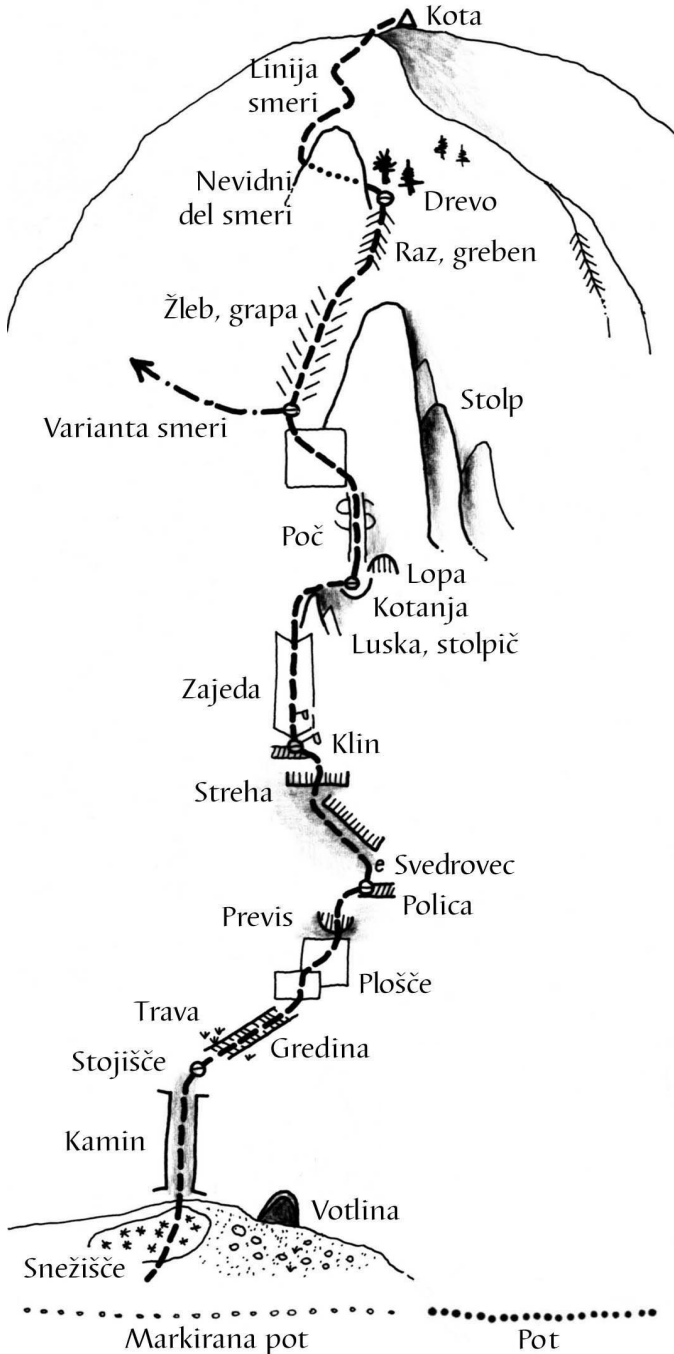 Kota
Linija
smeri
Nevidni
del smeri
Drevo
Raz, greben
Žleb, grapa
Stolp
Varianta smeri
Poč
Lopa
Kotanja
Luska, stolpič
Zajeda
Klin
Streha
Svedrovec
Polica
Previs
Plošče
Trava
Gredina
Stojišče
Kamin
Votlina
Snežišče
Markirana pot
Pot